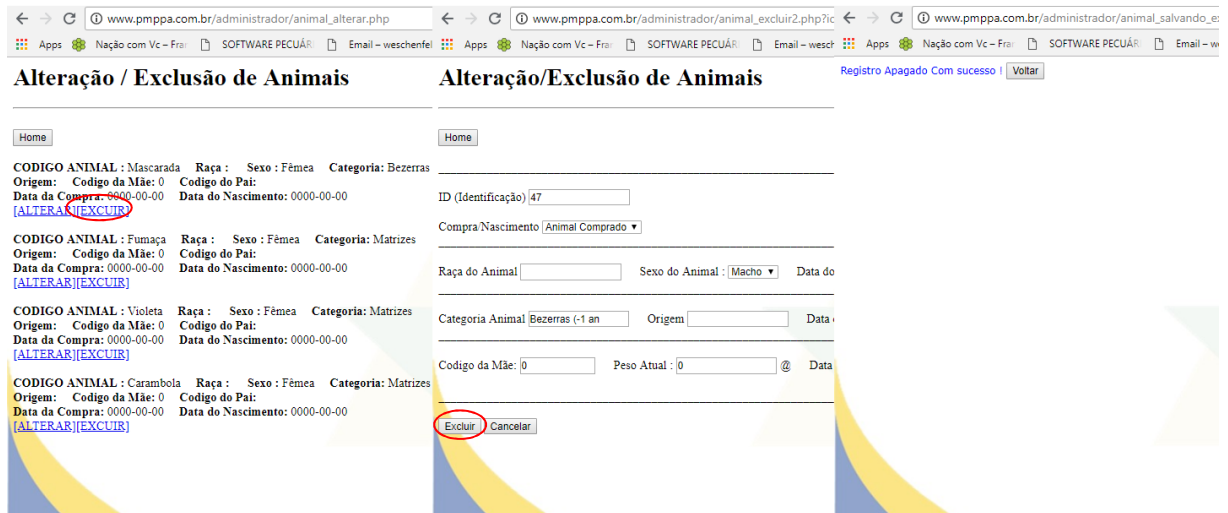 www.pmppa.com.br/administrador/animal_alterar.php
Apps Nação com Vc – Fra SOFTWARE PECUÁR Email – weschenfel
Alteração / Exclusão de Animais
Home
CODIGO ANIMAL : Mascarada Raça : Sexo : Fêmea Categoria: Bezerras
Origem: Codigo da Mãe: 0 Codigo do Pai:
Data da Compra: 0000-00-00 Data do Nascimento: 0000-00-00
[ALTERAR][EXCUIR]
CODIGO ANIMAL : Fumaça Raça : Sexo : Fêmea Categoria: Matrizes
Origem: Codigo da Mãe: 0 Codigo do Pai:
Data da Compra: 0000-00-00 Data do Nascimento: 0000-00-00
[ALTERAR][EXCUIR]
CODIGO ANIMAL : Violeta Raça : Sexo : Fêmea Categoria: Matrizes
Origem: Codigo da Mãe: 0 Codigo do Pai:
Data da Compra: 0000-00-00 Data do Nascimento: 0000-00-00
[ALTERAR][EXCUIR]
CODIGO ANIMAL : Carambola Raça : Sexo : Fêmea Categoria: Matrizes
Origem: Codigo da Mãe: 0 Codigo do Pai:
Data da Compra: 0000-00-00 Data do Nascimento: 0000-00-00
[ALTERAR][EXCUIR]
www.pmppa.com.br/administrador/animal_excluir2.php?ic
Apps Nação com Vc – Fra SOFTWARE PECUÁR Email – wesch
Alteração/Exclusão de Animais
Home
ID (Identificação) 47
Compra/Nascimento Animal Comprado
Raça do Animal Sexo do Animal : Macho Data do
Categoria Animal Bezerras (-1 an Origem Data
Codigo da Mãe: 0 Peso Atual : 0 @ Data
Excluir Cancelar
www.pmppa.com.br/administrador/animal_salvando_e
Apps Nação com Vc – Fra SOFTWARE PECUÁR Email – w
Registro Apagado Com sucesso ! Voltar